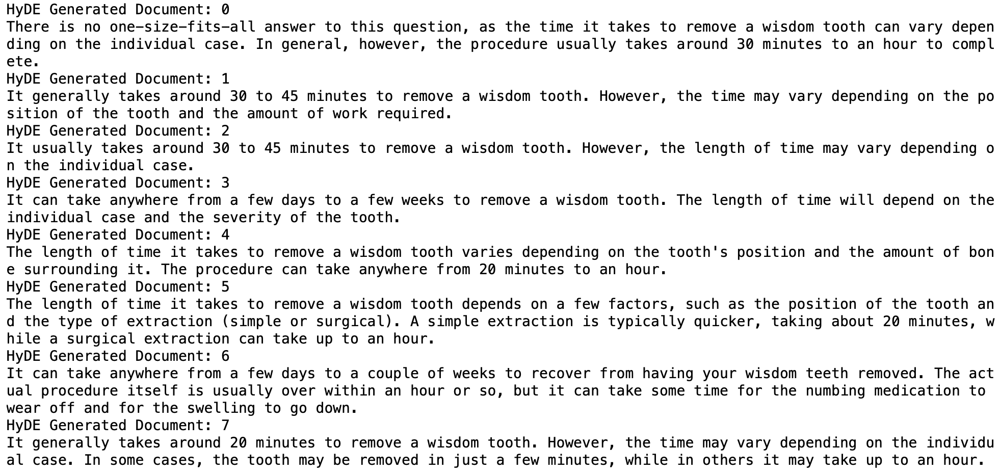 HyDE Generated Document: 0
There is no one-size-fits-all answer to this question, as the time it takes to remove a wisdom tooth can vary depen
ding on the individual case. In general, however, the procedure usually takes around 30 minutes to an hour to compl
ete.
HyDE Generated Document: 1
It generally takes around 30 to 45 minutes to remove a wisdom tooth. However, the time may vary depending on the po
sition of the tooth and the amount of work required.
HyDE Generated Document: 2
It usually takes around 30 to 45 minutes to remove a wisdom tooth. However, the length of time may vary depending o
n the individual case.
HyDE Generated Document: 3
It can take anywhere from a few days to a few weeks to remove a wisdom tooth. The length of time will depend on the
individual case and the severity of the tooth.
HyDE Generated Document: 4
The length of time it takes to remove a wisdom tooth varies depending on the tooth's position and the amount of bon
e surrounding it. The procedure can take anywhere from 20 minutes to an hour.
HyDE Generated Document: 5
The length of time it takes to remove a wisdom tooth depends on a few factors, such as the position of the tooth an
d the type of extraction (simple or surgical). A simple extraction is typically quicker, taking about 20 minutes, w
hile a surgical extraction can take up to an hour.
HyDE Generated Document: 6
It can take anywhere from a few days to a couple of weeks to recover from having your wisdom teeth removed. The act
ual procedure itself is usually over within an hour or so, but it can take some time for the numbing medication to
wear off and for the swelling to go down.
HyDE Generated Document: 7
It generally takes around 20 minutes to remove a wisdom tooth. However, the time may vary depending on the individu
al case. In some cases, the tooth may be removed in just a few minutes, while in others it may take up to an hour.